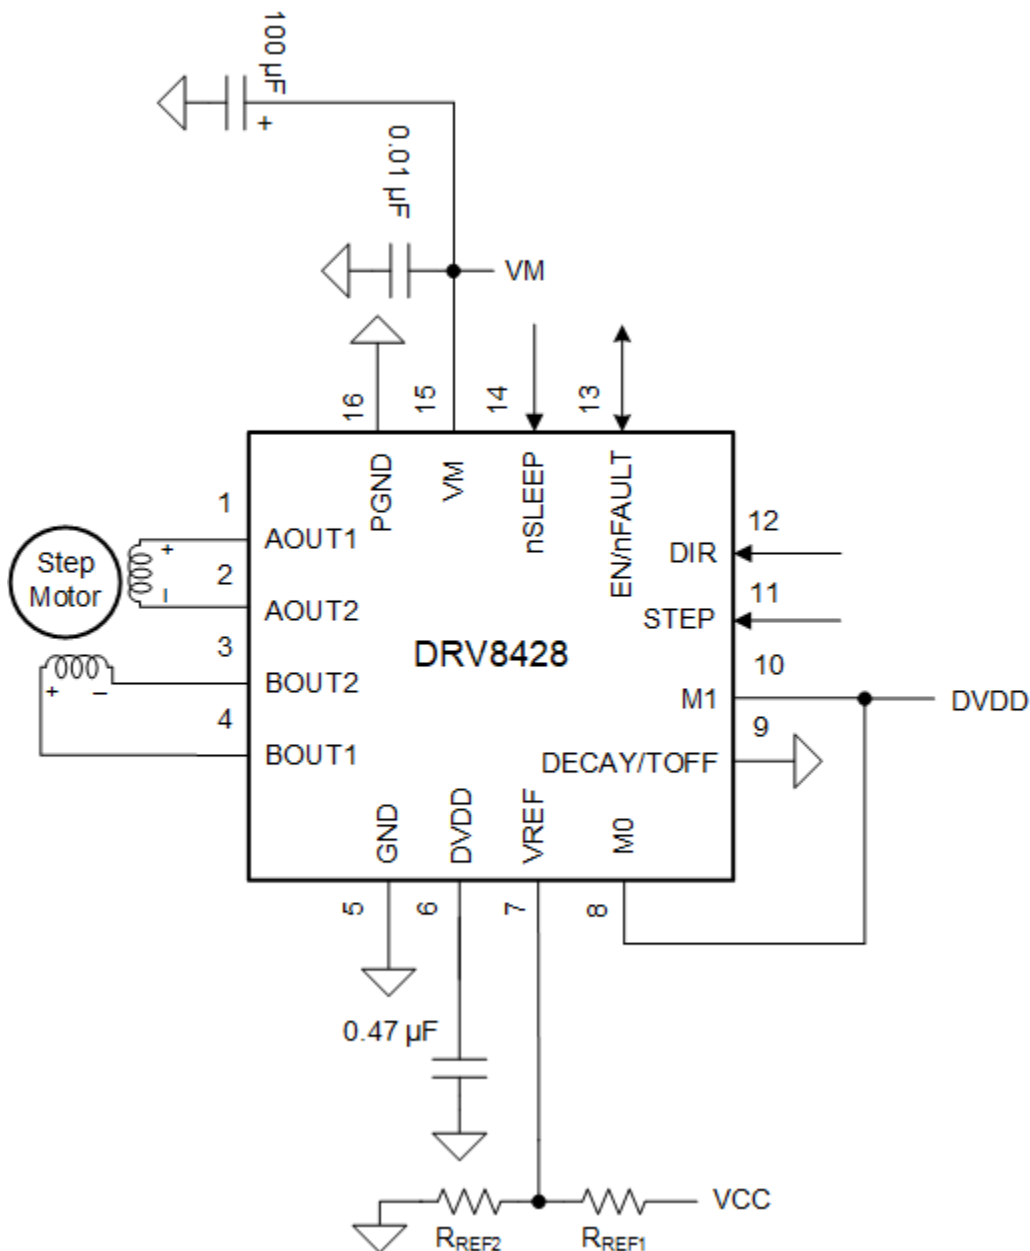 100 µF
+
0.01 µF
VM
16
15
14
13
PGND
VM
nSLEEP
EN/nFAULT
1
AOUT1
+
Step
Motor
2
–
AOUT2
3
BOUT2
+
–
4
BOUT1
DRV8428
12
DIR
11
STEP
10
M1
DVDD
9
DECAY/TOFF
GND
DVDD
VREF
M0
5
6
7
8
0.47 µF
VCC
RREF2
RREF1